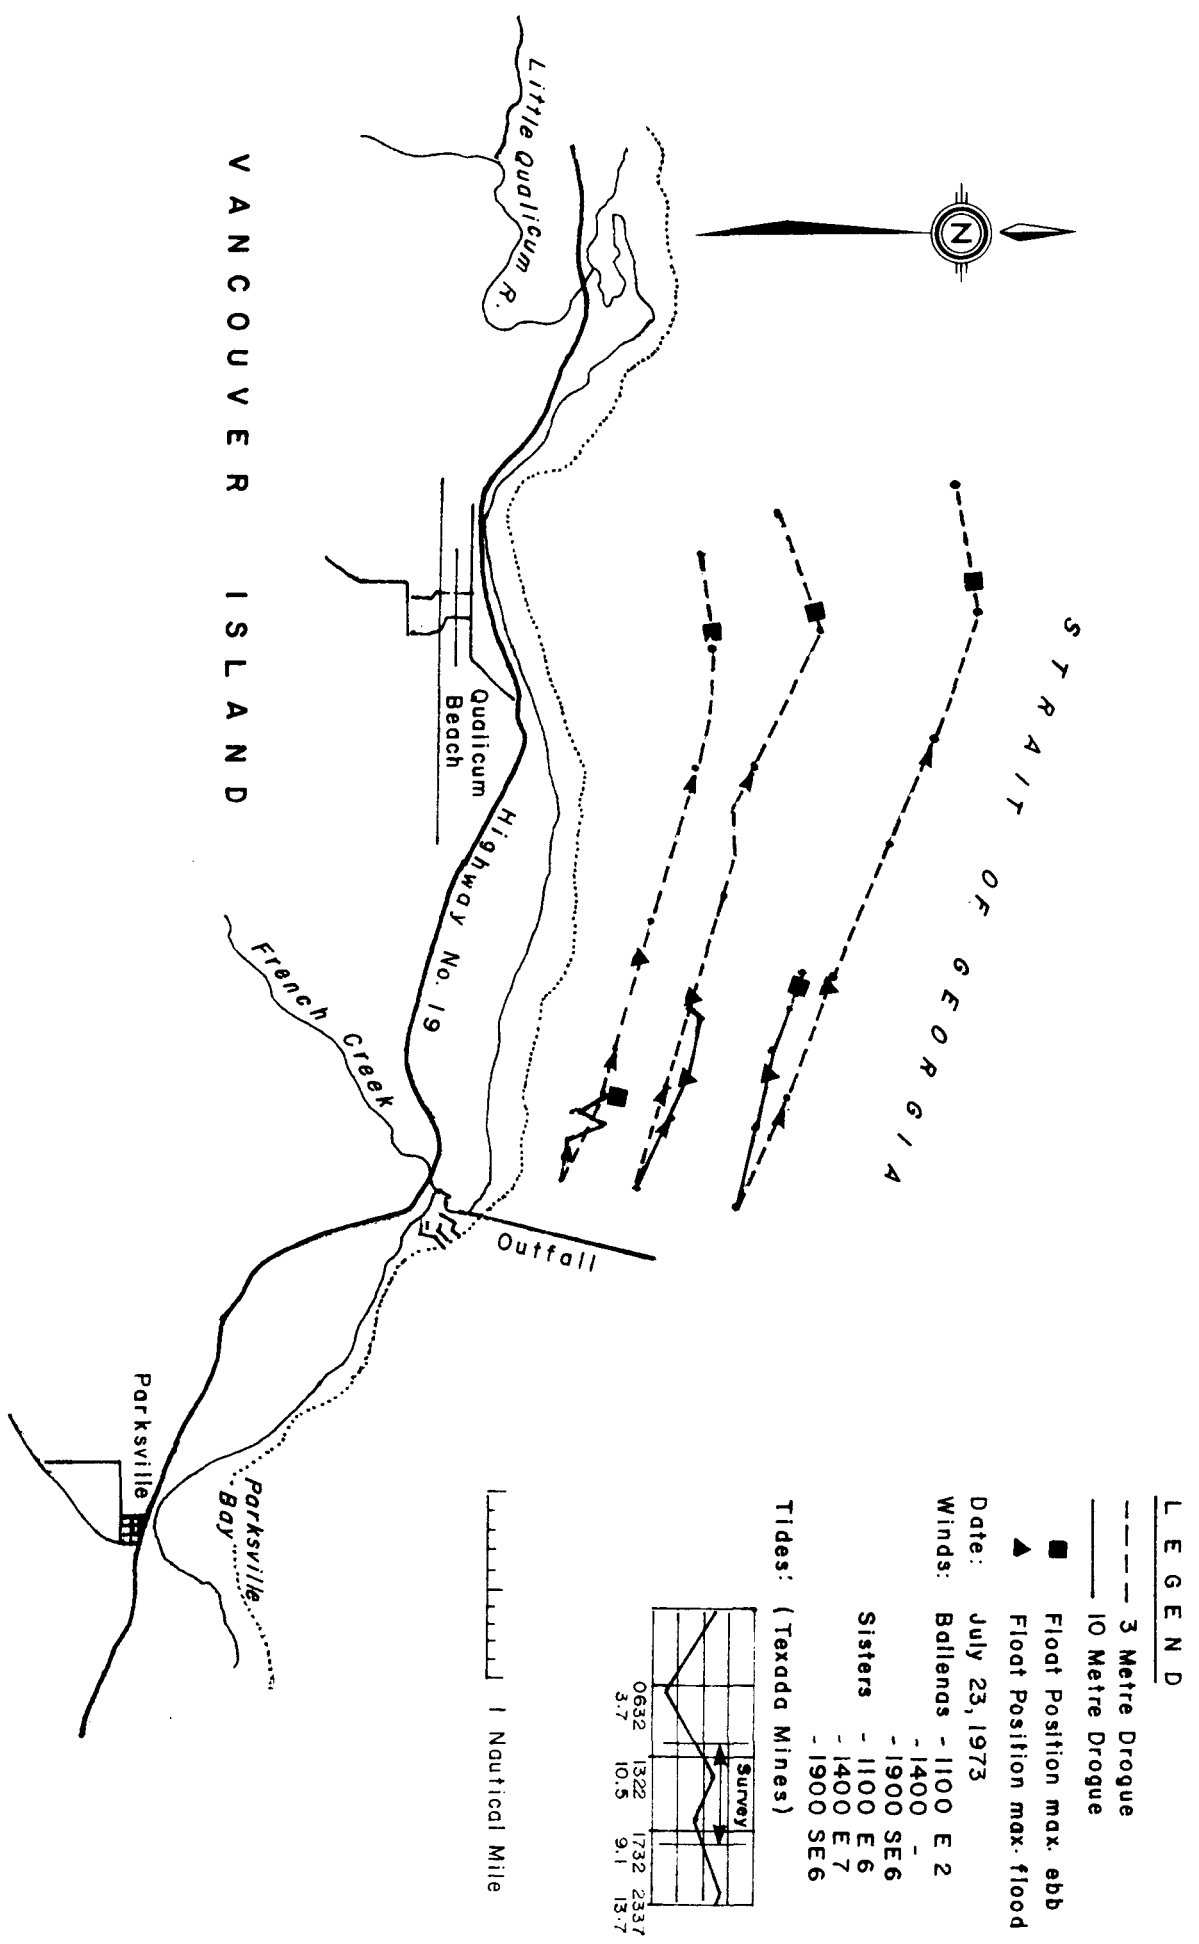 LEGEND
3 Metre Drogue
10 Metre Drogue
Float Position max. ebb
Float Position max. flood
Date: July 23, 1973
Winds: Ballenas - 1100 E 2
- 1400 -
- 1900 SE6
Sisters - 1100 E 6
- 1400 E 7
- 1900 SE6
Tides: (Texada Mines)
Survey
0632 1322 1732 2337
3.7 10.5 9.1 13.7
1 Nautical Mile
N
STRAIT OF GEORGIA
Little Qualicum R.
Qualicum
Beach
Highway No. 19
French Creek
Outfall
Parksville
Bay
Parksville
VANCOUVER ISLAND